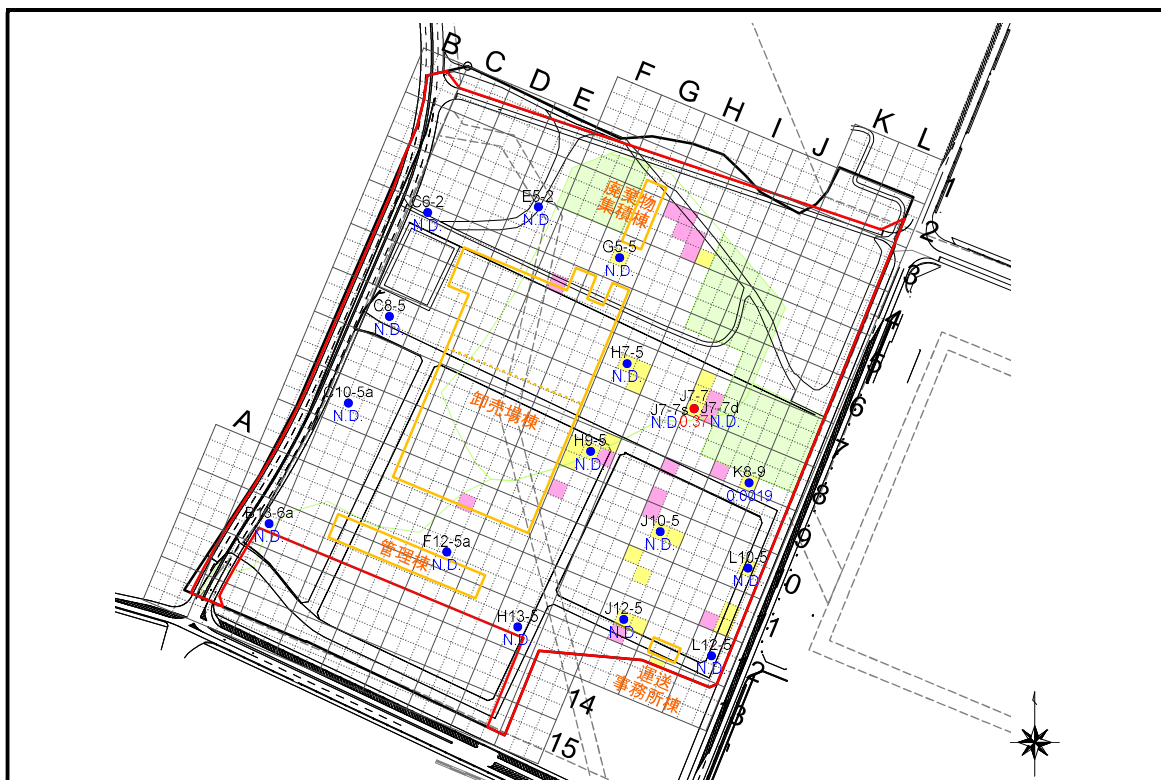 B
C
D
E
F
G
H
I
J
K
L
A
1
2
3
4
5
6
7
8
9
0
1
2
13
14
15
廃棄物
集積棟
C6-2
N.D.
E5-2
N.D.
G5-5
N.D.
C8-5
N.D.
H7-5
N.D.
J7-7
J7-7s
J7-7d
N.D.
0.37
N.D.
C10-5a
N.D.
卸売場棟
H9-5
N.D.
K8-9
0.0019
B13-6a
N.D.
管理棟
F12-5a
N.D.
J10-5
N.D.
L10-5
N.D.
H13-5
N.D.
J12-5
N.D.
L12-5
N.D.
運送
事務所棟